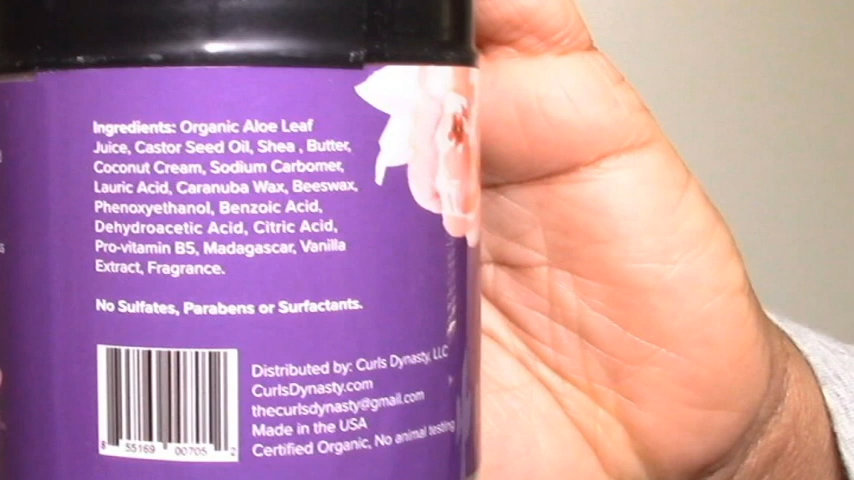 Ingredients: Organic Aloe Leaf
Juice, Castor Seed Oil, Shea , Butter,
Coconut Cream, Sodium Carbomer,
Lauric Acid, Caranuba Wax, Beeswax,
Phenoxyethanol, Benzoic Acid,
Dehydroacetic Acid, Citric Acid,
Pro-vitamin B5, Madagascar, Vanilla
Extract, Fragrance.
No Sulfates, Parabens or Surfactants.
8 55169 00705 2
Distributed by: Curls Dynasty, LLC
CurlsDynasty.com
thecurlsdynasty@gmail.com
Made in the USA
Certified Organic, No animal testing